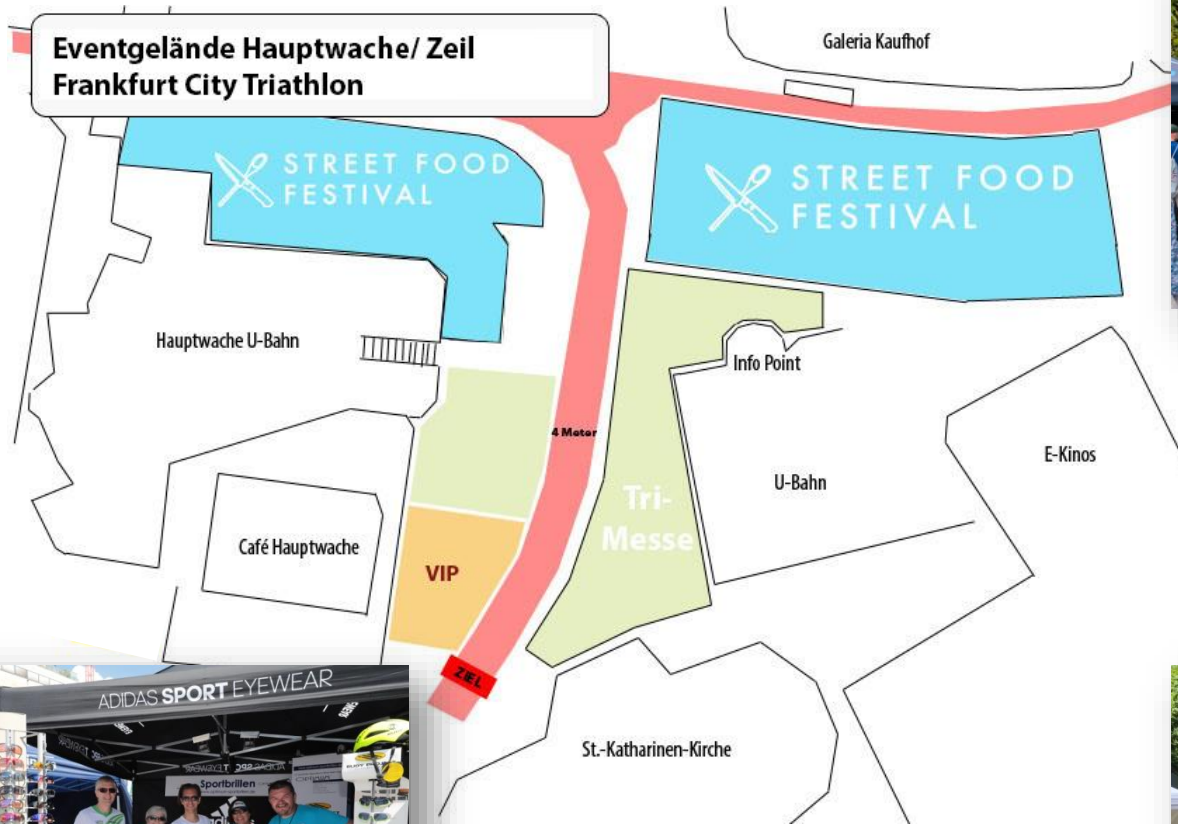 Eventgelände Hauptwache/ Zeil
Frankfurt City Triathlon
Galeria Kaufhof
STREET FOOD
FESTIVAL
STREET FOOD
FESTIVAL
Hauptwache U-Bahn
Info Point
4 Meter
E-Kinos
U-Bahn
Tri-
Messe
Café Hauptwache
VIP
ZIEL
St.-Katharinen-Kirche
ADIDAS SPORT EYEWEAR
Sportbrillen